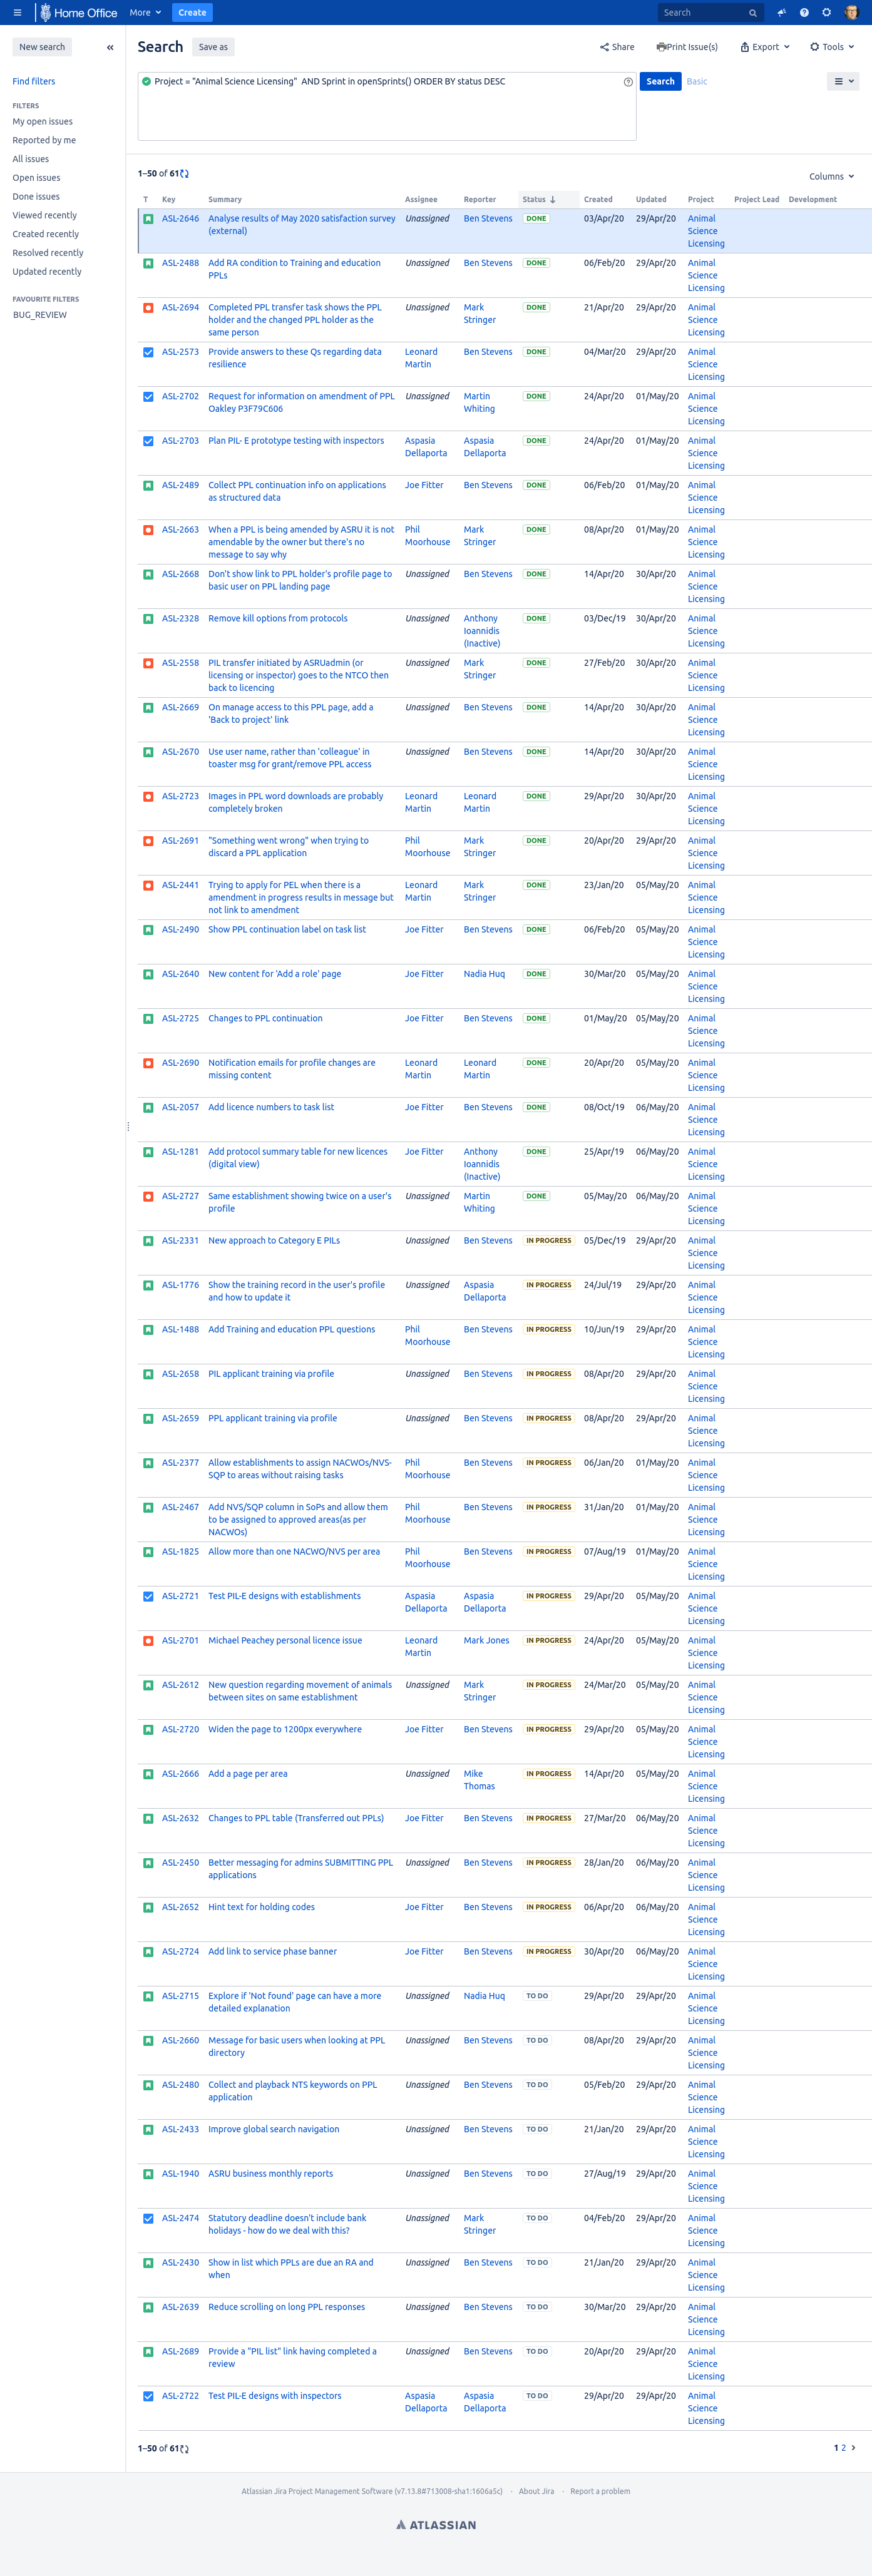 Home Office
More
Create
Search
New search
«
Find filters
FILTERS
My open issues
Reported by me
All issues
Open issues
Done issues
Viewed recently
Created recently
Resolved recently
Updated recently
FAVOURITE FILTERS
BUG_REVIEW
Search
Save as
Share
Print Issue(s)
Export
Tools
Project = "Animal Science Licensing" AND Sprint in openSprints() ORDER BY status DESC
Search
Basic
1–50 of 61
Columns
T Key Summary Assignee Reporter Status Created Updated Project Project Lead Development
ASL-2646 Analyse results of May 2020 satisfaction survey (external) Unassigned Ben Stevens DONE 03/Apr/20 29/Apr/20 Animal Science Licensing
ASL-2488 Add RA condition to Training and education PPLs Unassigned Ben Stevens DONE 06/Feb/20 29/Apr/20 Animal Science Licensing
ASL-2694 Completed PPL transfer task shows the PPL holder and the changed PPL holder as the same person Unassigned Mark Stringer DONE 21/Apr/20 29/Apr/20 Animal Science Licensing
ASL-2573 Provide answers to these Qs regarding data resilience Leonard Martin Ben Stevens DONE 04/Mar/20 29/Apr/20 Animal Science Licensing
ASL-2702 Request for information on amendment of PPL Oakley P3F79C606 Unassigned Martin Whiting DONE 24/Apr/20 01/May/20 Animal Science Licensing
ASL-2703 Plan PIL- E prototype testing with inspectors Aspasia Dellaporta Aspasia Dellaporta DONE 24/Apr/20 01/May/20 Animal Science Licensing
ASL-2489 Collect PPL continuation info on applications as structured data Joe Fitter Ben Stevens DONE 06/Feb/20 01/May/20 Animal Science Licensing
ASL-2663 When a PPL is being amended by ASRU it is not amendable by the owner but there's no message to say why Phil Moorhouse Mark Stringer DONE 08/Apr/20 01/May/20 Animal Science Licensing
ASL-2668 Don't show link to PPL holder's profile page to basic user on PPL landing page Unassigned Ben Stevens DONE 14/Apr/20 30/Apr/20 Animal Science Licensing
ASL-2328 Remove kill options from protocols Unassigned Anthony Ioannidis (Inactive) DONE 03/Dec/19 30/Apr/20 Animal Science Licensing
ASL-2558 PIL transfer initiated by ASRUadmin (or licensing or inspector) goes to the NTCO then back to licencing Unassigned Mark Stringer DONE 27/Feb/20 30/Apr/20 Animal Science Licensing
ASL-2669 On manage access to this PPL page, add a 'Back to project' link Unassigned Ben Stevens DONE 14/Apr/20 30/Apr/20 Animal Science Licensing
ASL-2670 Use user name, rather than 'colleague' in toaster msg for grant/remove PPL access Unassigned Ben Stevens DONE 14/Apr/20 30/Apr/20 Animal Science Licensing
ASL-2723 Images in PPL word downloads are probably completely broken Leonard Martin Leonard Martin DONE 29/Apr/20 30/Apr/20 Animal Science Licensing
ASL-2691 "Something went wrong" when trying to discard a PPL application Phil Moorhouse Mark Stringer DONE 20/Apr/20 29/Apr/20 Animal Science Licensing
ASL-2441 Trying to apply for PEL when there is a amendment in progress results in message but not link to amendment Leonard Martin Mark Stringer DONE 23/Jan/20 05/May/20 Animal Science Licensing
ASL-2490 Show PPL continuation label on task list Joe Fitter Ben Stevens DONE 06/Feb/20 05/May/20 Animal Science Licensing
ASL-2640 New content for 'Add a role' page Joe Fitter Nadia Huq DONE 30/Mar/20 05/May/20 Animal Science Licensing
ASL-2725 Changes to PPL continuation Joe Fitter Ben Stevens DONE 01/May/20 05/May/20 Animal Science Licensing
ASL-2690 Notification emails for profile changes are missing content Leonard Martin Leonard Martin DONE 20/Apr/20 05/May/20 Animal Science Licensing
ASL-2057 Add licence numbers to task list Joe Fitter Ben Stevens DONE 08/Oct/19 06/May/20 Animal Science Licensing
ASL-1281 Add protocol summary table for new licences (digital view) Joe Fitter Anthony Ioannidis (Inactive) DONE 25/Apr/19 06/May/20 Animal Science Licensing
ASL-2727 Same establishment showing twice on a user's profile Unassigned Martin Whiting DONE 05/May/20 06/May/20 Animal Science Licensing
ASL-2331 New approach to Category E PILs Unassigned Ben Stevens IN PROGRESS 05/Dec/19 29/Apr/20 Animal Science Licensing
ASL-1776 Show the training record in the user's profile and how to update it Unassigned Aspasia Dellaporta IN PROGRESS 24/Jul/19 29/Apr/20 Animal Science Licensing
ASL-1488 Add Training and education PPL questions Phil Moorhouse Ben Stevens IN PROGRESS 10/Jun/19 29/Apr/20 Animal Science Licensing
ASL-2658 PIL applicant training via profile Unassigned Ben Stevens IN PROGRESS 08/Apr/20 29/Apr/20 Animal Science Licensing
ASL-2659 PPL applicant training via profile Unassigned Ben Stevens IN PROGRESS 08/Apr/20 29/Apr/20 Animal Science Licensing
ASL-2377 Allow establishments to assign NACWOs/NVS-SQP to areas without raising tasks Phil Moorhouse Ben Stevens IN PROGRESS 06/Jan/20 01/May/20 Animal Science Licensing
ASL-2467 Add NVS/SQP column in SoPs and allow them to be assigned to approved areas(as per NACWOs) Phil Moorhouse Ben Stevens IN PROGRESS 31/Jan/20 01/May/20 Animal Science Licensing
ASL-1825 Allow more than one NACWO/NVS per area Phil Moorhouse Ben Stevens IN PROGRESS 07/Aug/19 01/May/20 Animal Science Licensing
ASL-2721 Test PIL-E designs with establishments Aspasia Dellaporta Aspasia Dellaporta IN PROGRESS 29/Apr/20 05/May/20 Animal Science Licensing
ASL-2701 Michael Peachey personal licence issue Leonard Martin Mark Jones IN PROGRESS 24/Apr/20 05/May/20 Animal Science Licensing
ASL-2612 New question regarding movement of animals between sites on same establishment Unassigned Mark Stringer IN PROGRESS 24/Mar/20 05/May/20 Animal Science Licensing
ASL-2720 Widen the page to 1200px everywhere Joe Fitter Ben Stevens IN PROGRESS 29/Apr/20 05/May/20 Animal Science Licensing
ASL-2666 Add a page per area Unassigned Mike Thomas IN PROGRESS 14/Apr/20 05/May/20 Animal Science Licensing
ASL-2632 Changes to PPL table (Transferred out PPLs) Joe Fitter Ben Stevens IN PROGRESS 27/Mar/20 06/May/20 Animal Science Licensing
ASL-2450 Better messaging for admins SUBMITTING PPL applications Unassigned Ben Stevens IN PROGRESS 28/Jan/20 06/May/20 Animal Science Licensing
ASL-2652 Hint text for holding codes Joe Fitter Ben Stevens IN PROGRESS 06/Apr/20 06/May/20 Animal Science Licensing
ASL-2724 Add link to service phase banner Joe Fitter Ben Stevens IN PROGRESS 30/Apr/20 06/May/20 Animal Science Licensing
ASL-2715 Explore if 'Not found' page can have a more detailed explanation Unassigned Nadia Huq TO DO 29/Apr/20 29/Apr/20 Animal Science Licensing
ASL-2660 Message for basic users when looking at PPL directory Unassigned Ben Stevens TO DO 08/Apr/20 29/Apr/20 Animal Science Licensing
ASL-2480 Collect and playback NTS keywords on PPL application Unassigned Ben Stevens TO DO 05/Feb/20 29/Apr/20 Animal Science Licensing
ASL-2433 Improve global search navigation Unassigned Ben Stevens TO DO 21/Jan/20 29/Apr/20 Animal Science Licensing
ASL-1940 ASRU business monthly reports Unassigned Ben Stevens TO DO 27/Aug/19 29/Apr/20 Animal Science Licensing
ASL-2474 Statutory deadline doesn't include bank holidays - how do we deal with this? Unassigned Mark Stringer TO DO 04/Feb/20 29/Apr/20 Animal Science Licensing
ASL-2430 Show in list which PPLs are due an RA and when Unassigned Ben Stevens TO DO 21/Jan/20 29/Apr/20 Animal Science Licensing
ASL-2639 Reduce scrolling on long PPL responses Unassigned Ben Stevens TO DO 30/Mar/20 29/Apr/20 Animal Science Licensing
ASL-2689 Provide a "PIL list" link having completed a review Unassigned Ben Stevens TO DO 20/Apr/20 29/Apr/20 Animal Science Licensing
ASL-2722 Test PIL-E designs with inspectors Aspasia Dellaporta Aspasia Dellaporta TO DO 29/Apr/20 29/Apr/20 Animal Science Licensing
1–50 of 61
1 2
Atlassian Jira Project Management Software (v7.13.8#713008-sha1:1606a5c) · About Jira · Report a problem
ATLASSIAN